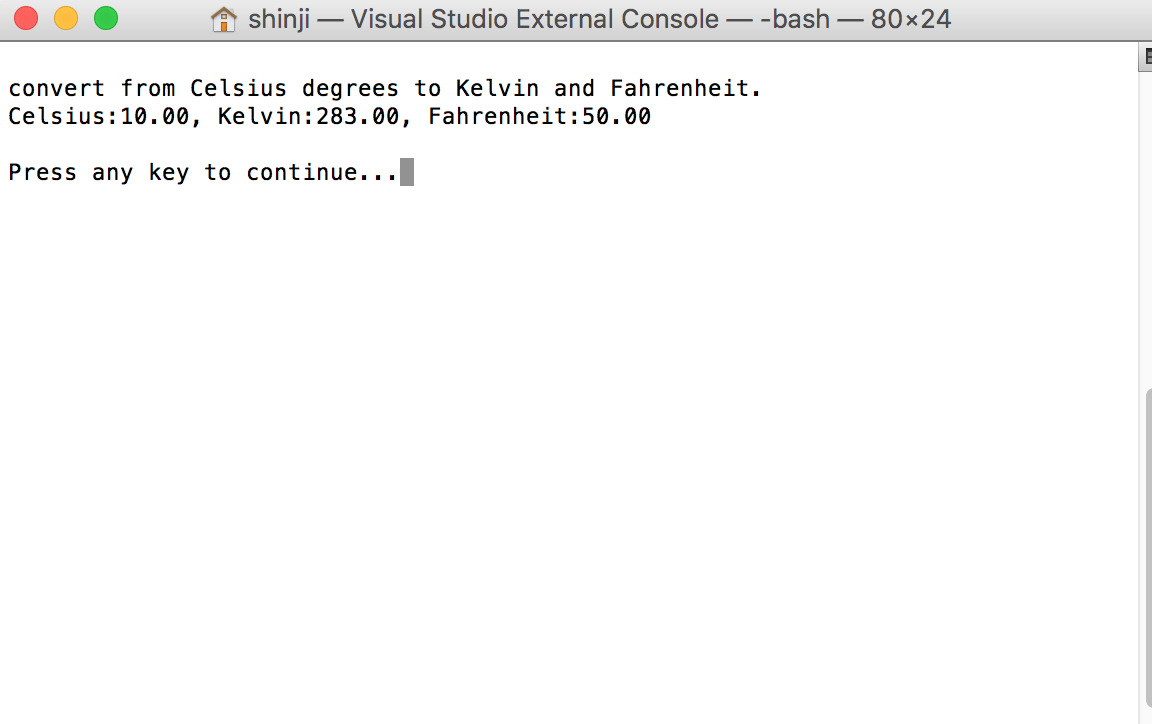 shinji — Visual Studio External Console — -bash — 80×24
convert from Celsius degrees to Kelvin and Fahrenheit.
Celsius:10.00, Kelvin:283.00, Fahrenheit:50.00
Press any key to continue...